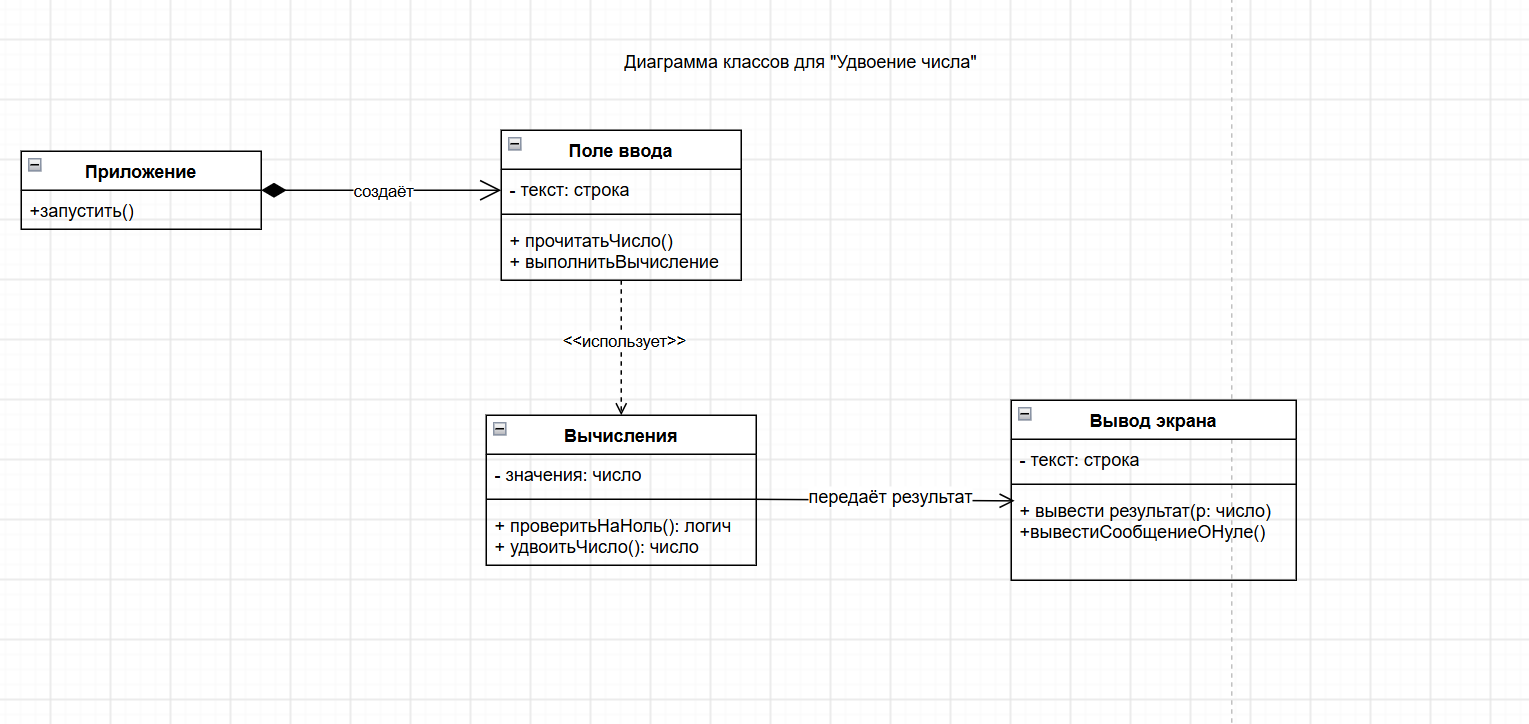 Диаграмма классов для "Удвоение числа"
Приложение
+запустить()
создаёт
Поле ввода
- текст: строка
+ прочитатьЧисло()
+ выполнитьВычисление
<<использует>>
Вычисления
- значения: число
+ проверитьНаНоль(): логич
+ удвоитьЧисло(): число
передаёт результат
Вывод экрана
- текст: строка
+ вывести результат(р: число)
+вывестиСообщениеОНуле()